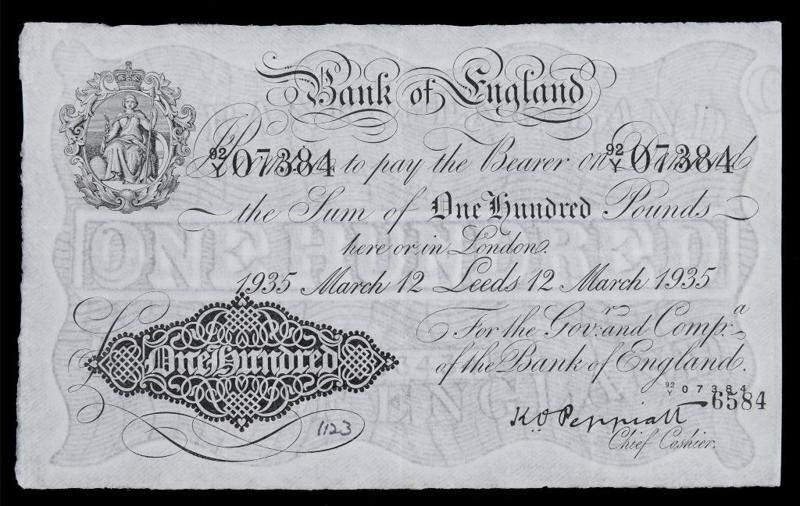 Bank of England
92/Y 07384 to pay the Bearer on 92/Y 07384
the Sum of One Hundred Pounds
here or in London.
1935 March 12 Leeds 12 March 1935
For the Govr. and Compa.
of the Bank of England.
£ One Hundred
92/Y 07384
6584
K O Peppiatt
Chief Cashier.
1123
ONE HUNDRED